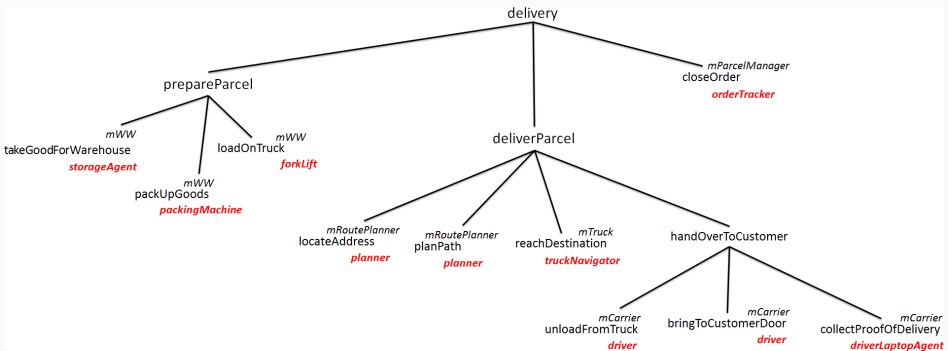 delivery
mParcelManager
closeOrder
orderTracker
prepareParcel
mWW
takeGoodForWarehouse
storageAgent
mWW
loadOnTruck
forkLift
mWW
packUpGoods
packingMachine
deliverParcel
mRoutePlanner
locateAddress
planner
mRoutePlanner
planPath
planner
mTruck
reachDestination
truckNavigator
handOverToCustomer
mCarrier
unloadFromTruck
driver
mCarrier
bringToCustomerDoor
driver
mCarrier
collectProofOfDelivery
driverLaptopAgent